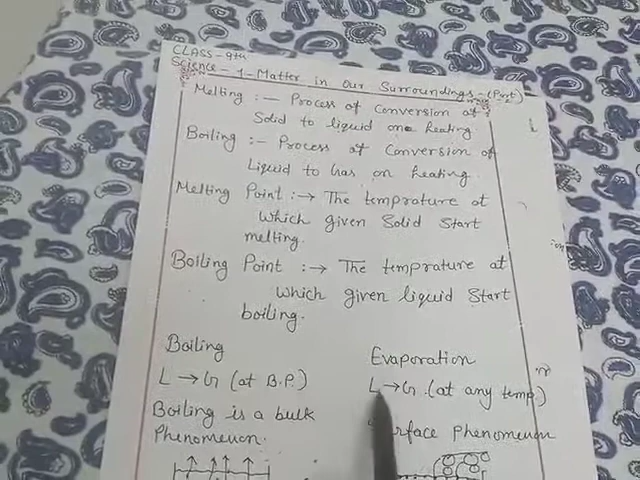 CLASS-9th
Science-1-Matter in Our Surroundings-(Part 2)
Melting :— Process of Conversion of
Solid to liquid one heating
Boiling :- Process of Conversion of
Liquid to Gas on heating.
Melting Point :→ The temprature at
Which given Solid Start
melting.
Boiling Point :→ The temprature at
Which given liquid Start
boiling.
Boiling
L → G (at B.P.)
Boiling is a bulk
Phenomenon.
Evaporation
L → G (at any temp)
Surface Phenomenon